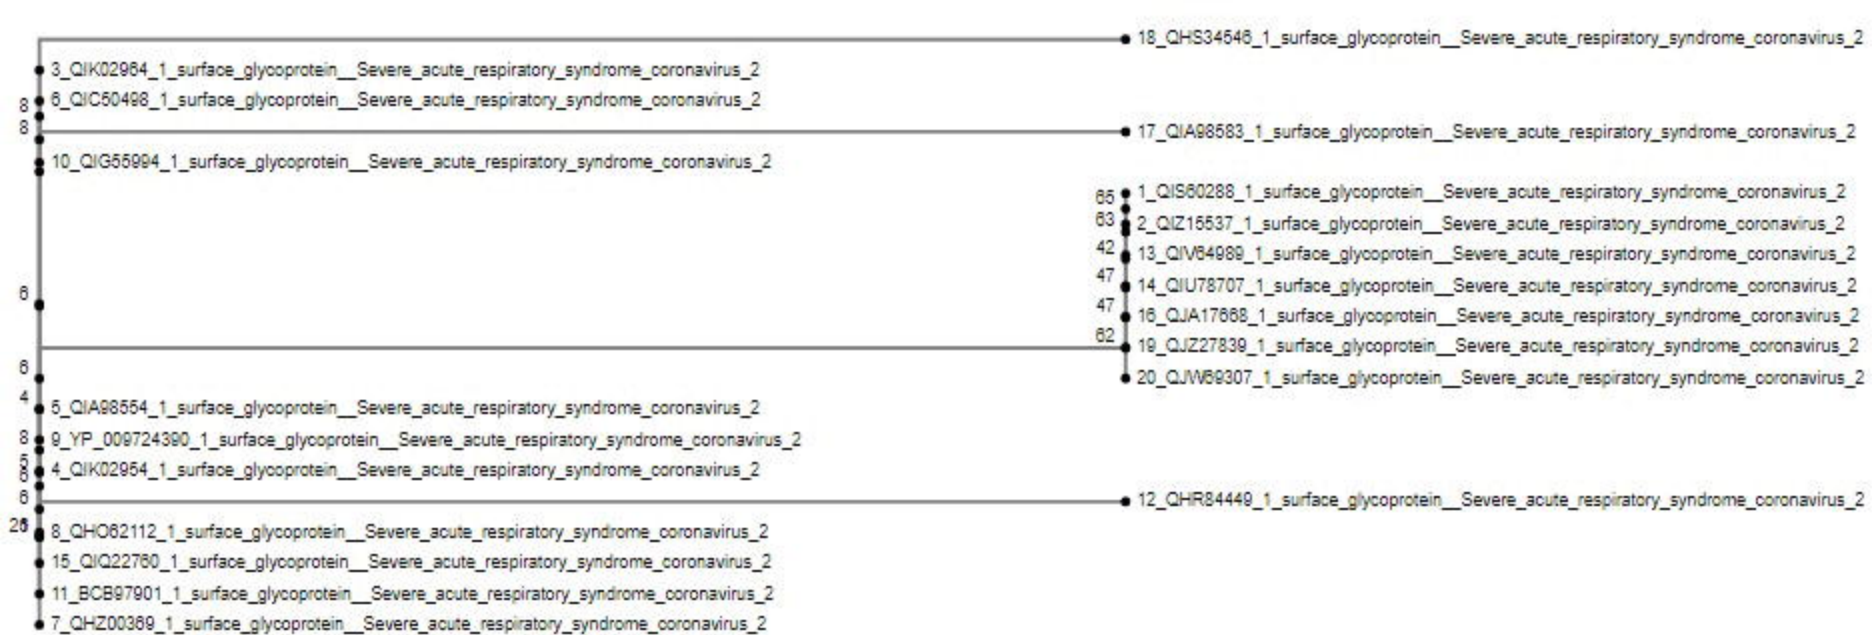 18_QHS34546_1_surface_glycoprotein__Severe_acute_respiratory_syndrome_coronavirus_2
3_QIK02964_1_surface_glycoprotein__Severe_acute_respiratory_syndrome_coronavirus_2
8
6_QIC50498_1_surface_glycoprotein__Severe_acute_respiratory_syndrome_coronavirus_2
8
17_QIA98583_1_surface_glycoprotein__Severe_acute_respiratory_syndrome_coronavirus_2
10_QIG55994_1_surface_glycoprotein__Severe_acute_respiratory_syndrome_coronavirus_2
65
1_QIS60288_1_surface_glycoprotein__Severe_acute_respiratory_syndrome_coronavirus_2
63
2_QIZ15537_1_surface_glycoprotein__Severe_acute_respiratory_syndrome_coronavirus_2
42
13_QIV64989_1_surface_glycoprotein__Severe_acute_respiratory_syndrome_coronavirus_2
47
14_QIU78707_1_surface_glycoprotein__Severe_acute_respiratory_syndrome_coronavirus_2
6
47
16_QJA17668_1_surface_glycoprotein__Severe_acute_respiratory_syndrome_coronavirus_2
62
19_QJZ27839_1_surface_glycoprotein__Severe_acute_respiratory_syndrome_coronavirus_2
6
20_QJW69307_1_surface_glycoprotein__Severe_acute_respiratory_syndrome_coronavirus_2
4
5_QIA98554_1_surface_glycoprotein__Severe_acute_respiratory_syndrome_coronavirus_2
8
9_YP_009724390_1_surface_glycoprotein__Severe_acute_respiratory_syndrome_coronavirus_2
4_QIK02954_1_surface_glycoprotein__Severe_acute_respiratory_syndrome_coronavirus_2
6
12_QHR84449_1_surface_glycoprotein__Severe_acute_respiratory_syndrome_coronavirus_2
8_QHO62112_1_surface_glycoprotein__Severe_acute_respiratory_syndrome_coronavirus_2
15_QIQ22760_1_surface_glycoprotein__Severe_acute_respiratory_syndrome_coronavirus_2
11_BCB97901_1_surface_glycoprotein__Severe_acute_respiratory_syndrome_coronavirus_2
7_QHZ00369_1_surface_glycoprotein__Severe_acute_respiratory_syndrome_coronavirus_2